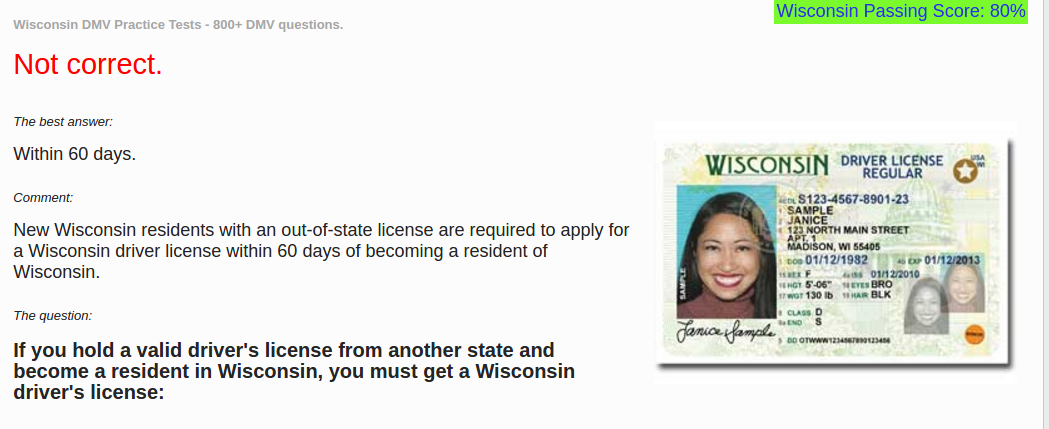 Wisconsin Passing Score: 80%
Wisconsin DMV Practice Tests - 800+ DMV questions.
Not correct.
The best answer:
Within 60 days.
Comment:
New Wisconsin residents with an out-of-state license are required to apply for
a Wisconsin driver license within 60 days of becoming a resident of
Wisconsin.
The question:
If you hold a valid driver's license from another state and
become a resident in Wisconsin, you must get a Wisconsin
driver's license:
WISCONSIN DRIVER LICENSE
REGULAR
USA
WI
4d DL S123-4567-8901-23
1 SAMPLE
2 JANICE
8 123 NORTH MAIN STREET
APT. 1
MADISON, WI 55405
3 DOB 01/12/1982 4b EXP 01/12/2013
15 SEX F 4a ISS 01/12/2010
16 HGT 5'-06" 18 EYES BRO
17 WGT 130 lb 19 HAIR BLK
9 CLASS D
9a END S
5 DD OTWWW1234567890123456
SAMPLE
Janice Sample